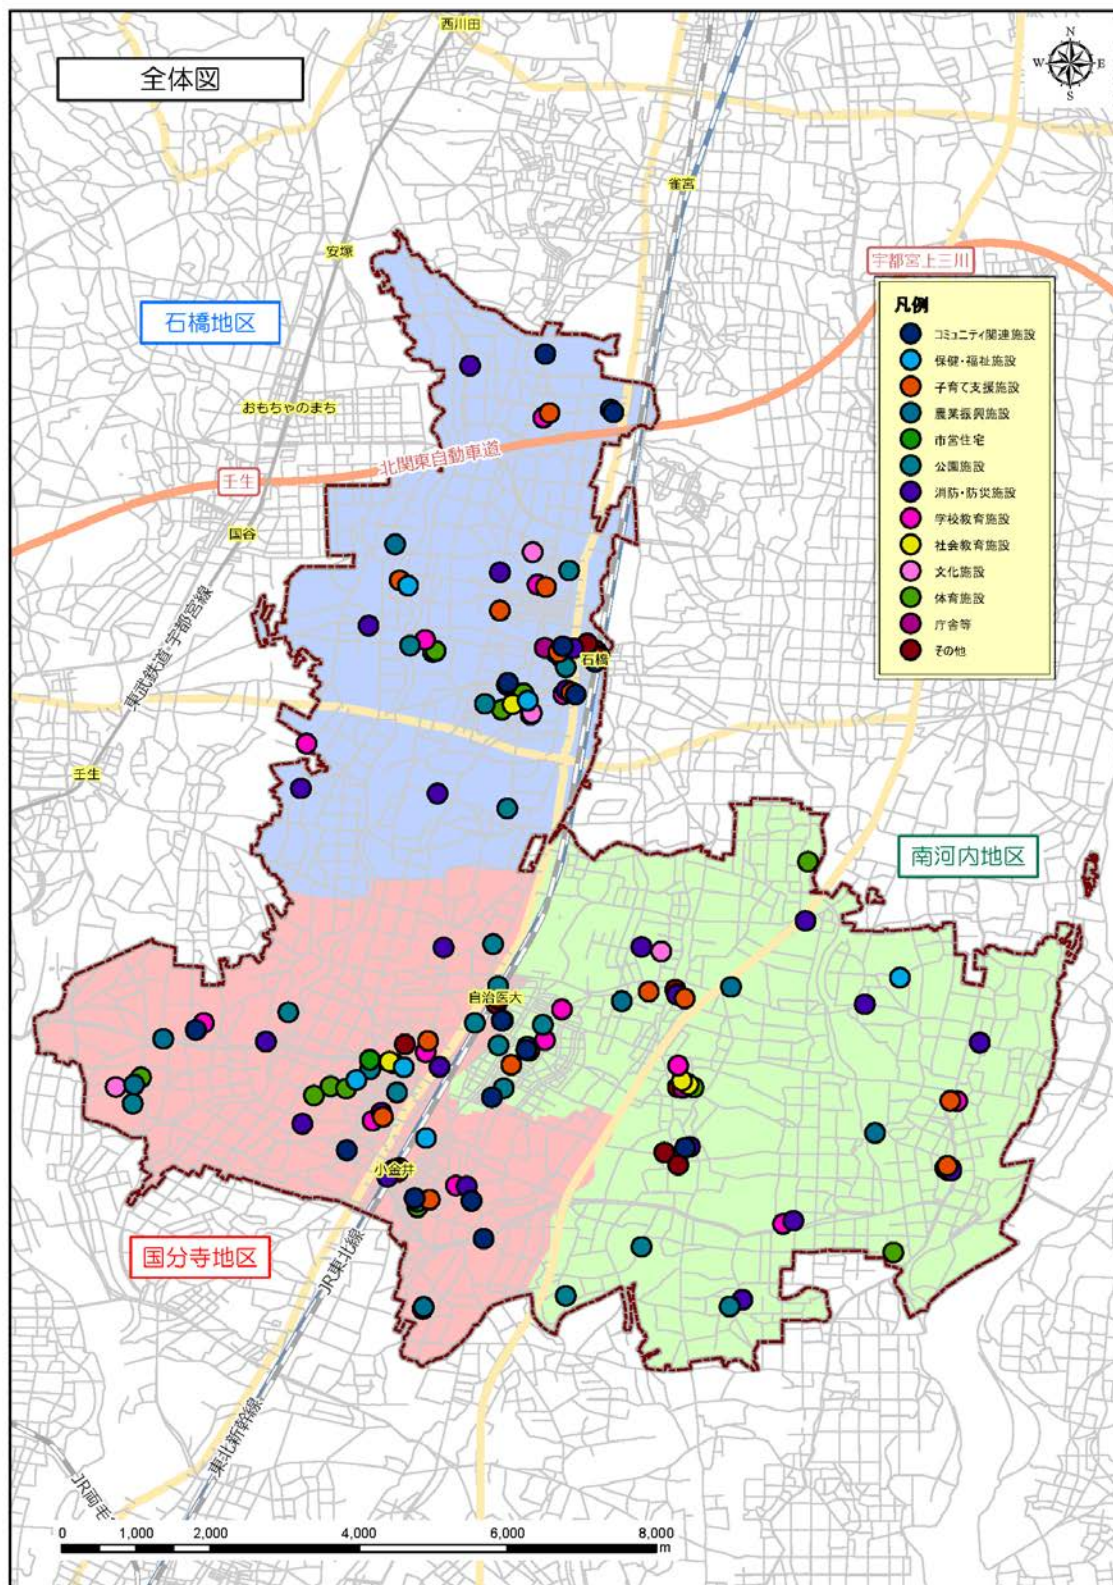 西川田
全体図
N
W
E
S
雀宮
安塚
宇都宮上三川
石橋地区
凡例
コミュニティ関連施設
保健・福祉施設
子育て支援施設
農業振興施設
市営住宅
公園施設
消防・防災施設
学校教育施設
社会教育施設
文化施設
体育施設
庁舎等
その他
おもちゃのまち
北関東自動車道
壬生
国谷
東武鉄道 宇都宮線
石橋
壬生
南河内地区
自治医大
小金井
国分寺地区
JR東北線
東北新幹線
JR両毛
0 1,000 2,000 4,000 6,000 8,000
m